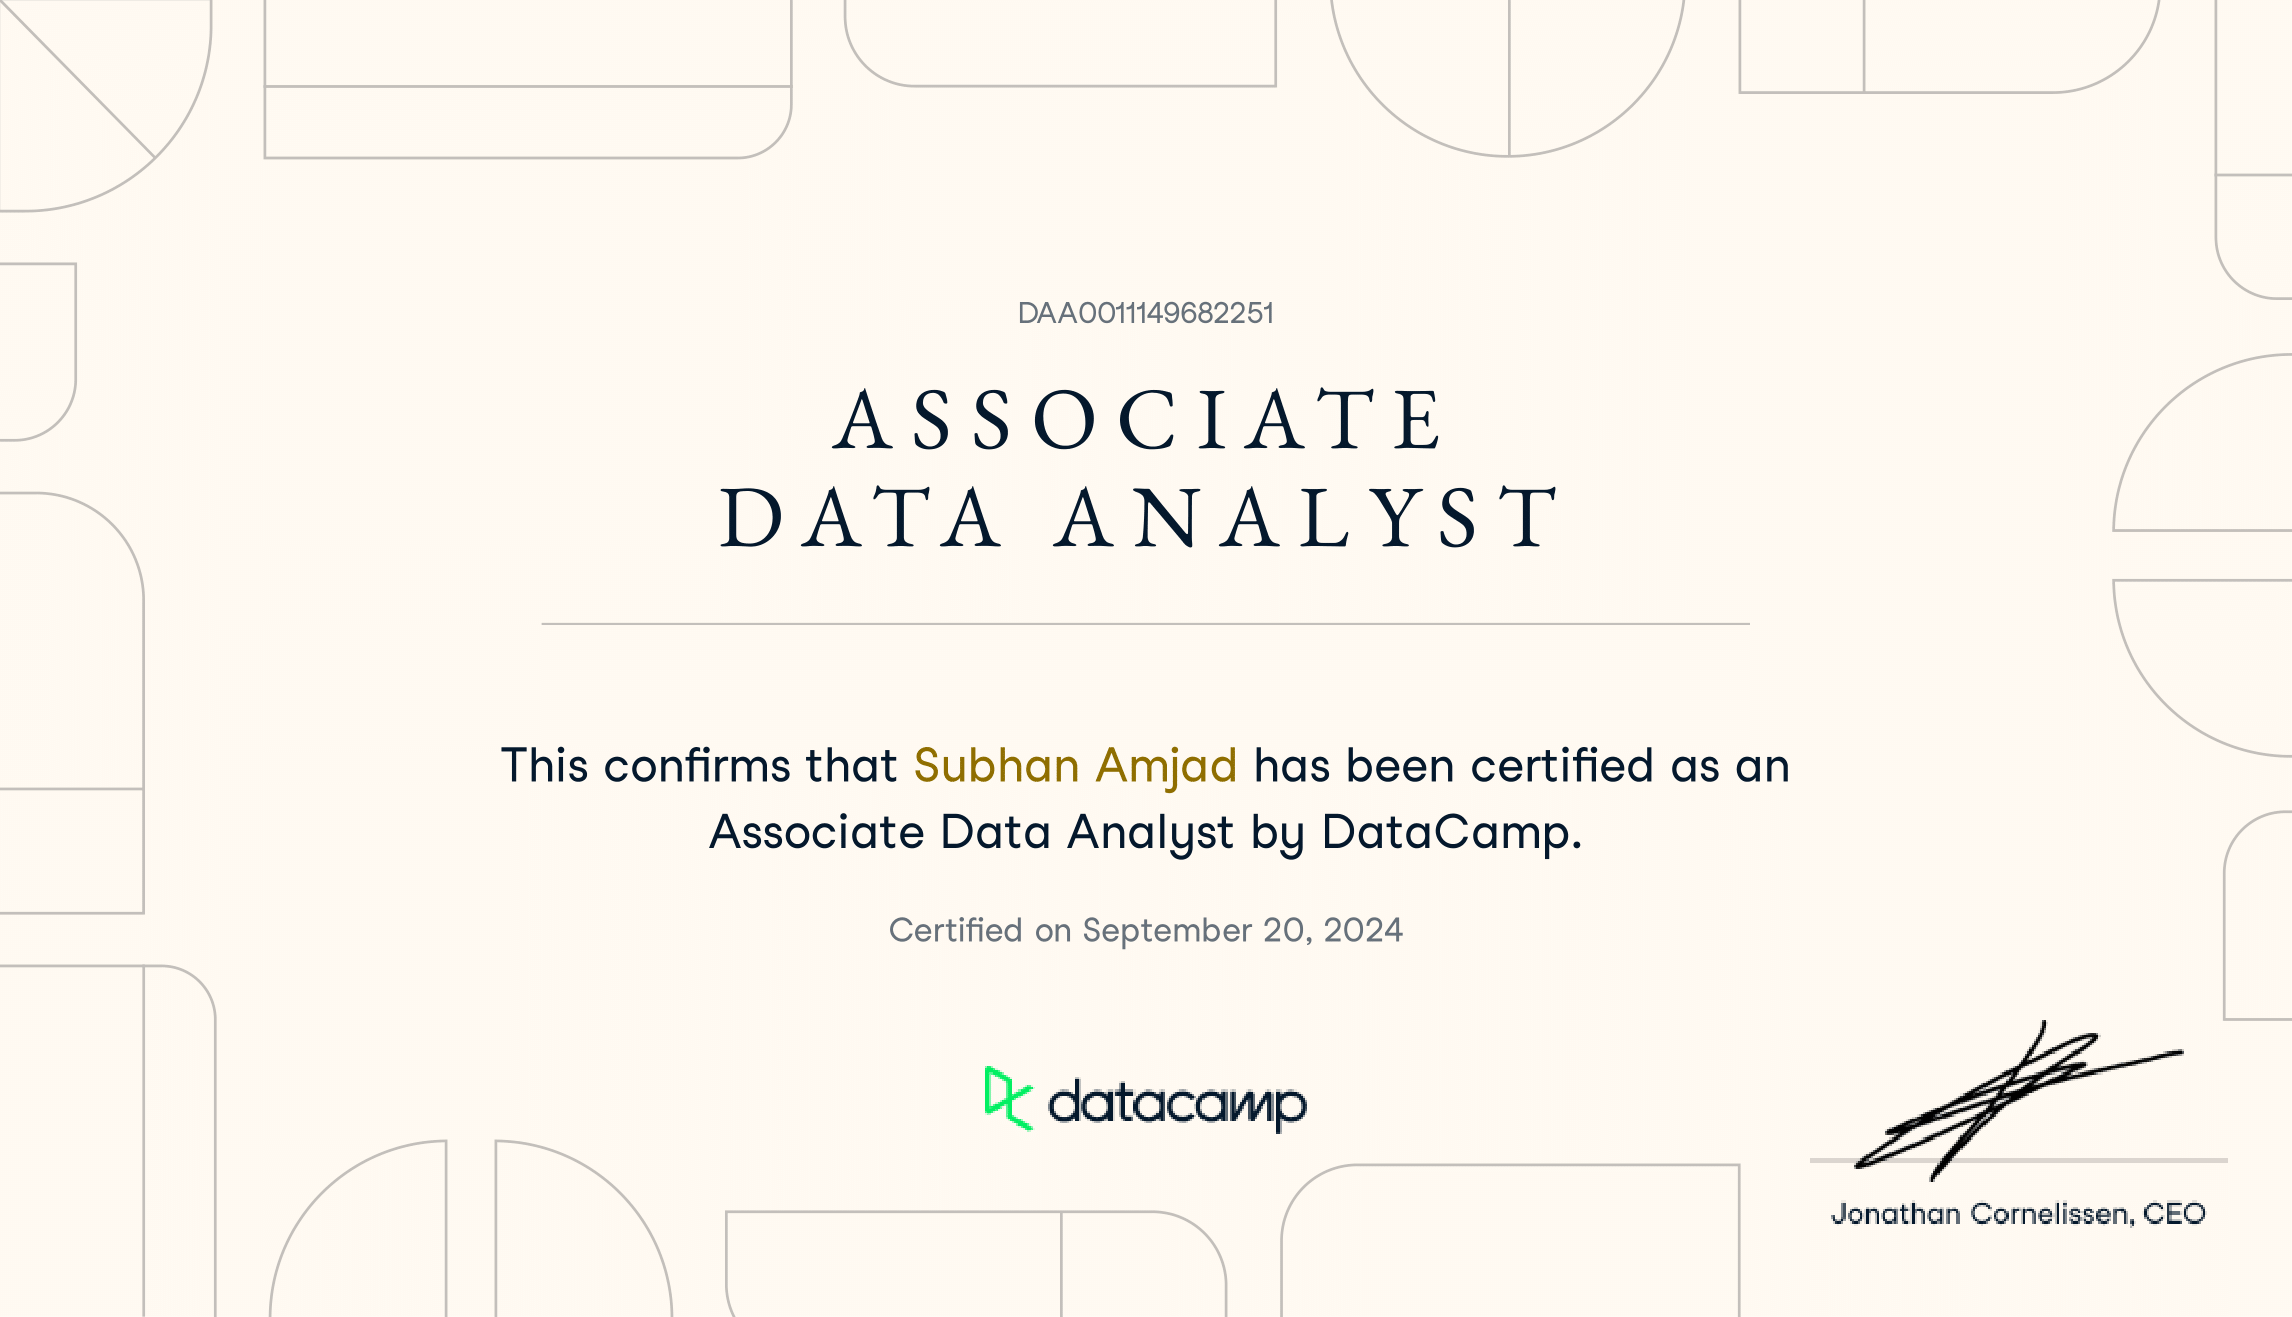 DAA0011149682251
ASSOCIATE
DATA ANALYST
This confirms that Subhan Amjad has been certified as an
Associate Data Analyst by DataCamp.
Certified on September 20, 2024
datacamp
Jonathan Cornelissen, CEO